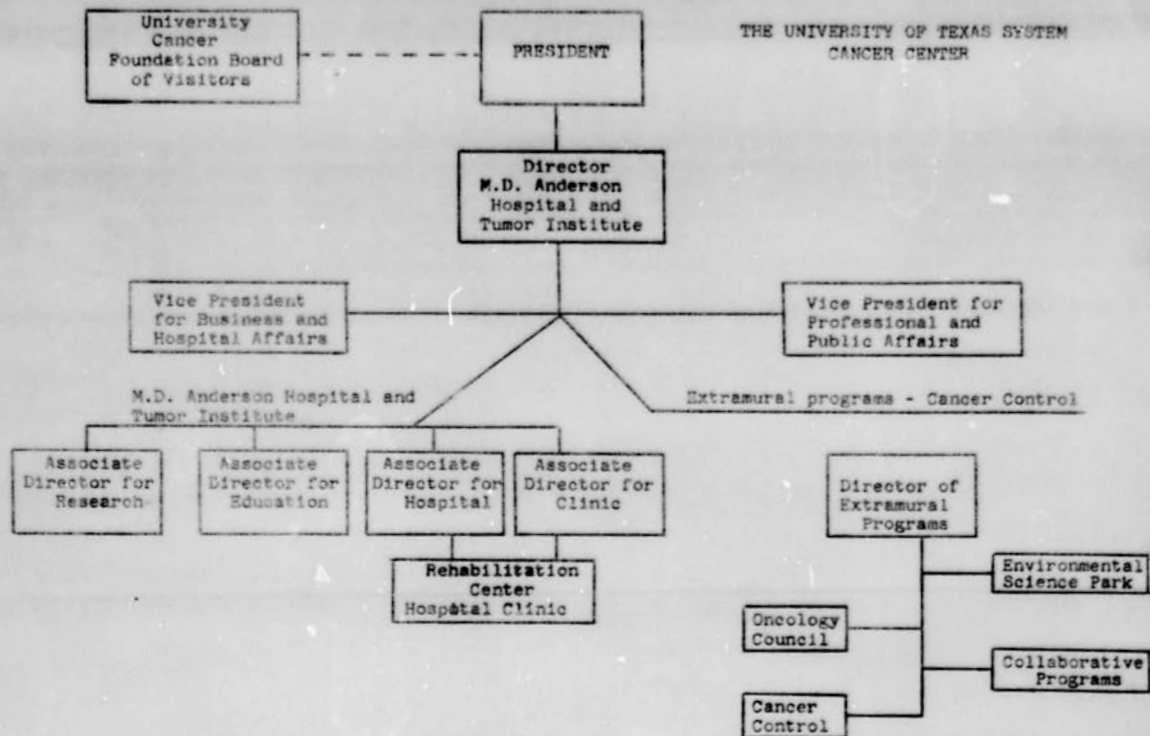 University
Cancer
Foundation Board
of Visitors
PRESIDENT
THE UNIVERSITY OF TEXAS SYSTEM
CANCER CENTER
Director
M.D. Anderson
Hospital and
Tumor Institute
Vice President
for Business and
Hospital Affairs
Vice President for
Professional and
Public Affairs
M.D. Anderson Hospital and
Tumor Institute
Extramural programs - Cancer Control
Associate
Director for
Research
Associate
Director for
Education
Associate
Director for
Hospital
Associate
Director for
Clinic
Director of
Extramural
Programs
Rehabilitation
Center
Hospital Clinic
Environmental
Science Park
Oncology
Council
Collaborative
Programs
Cancer
Control